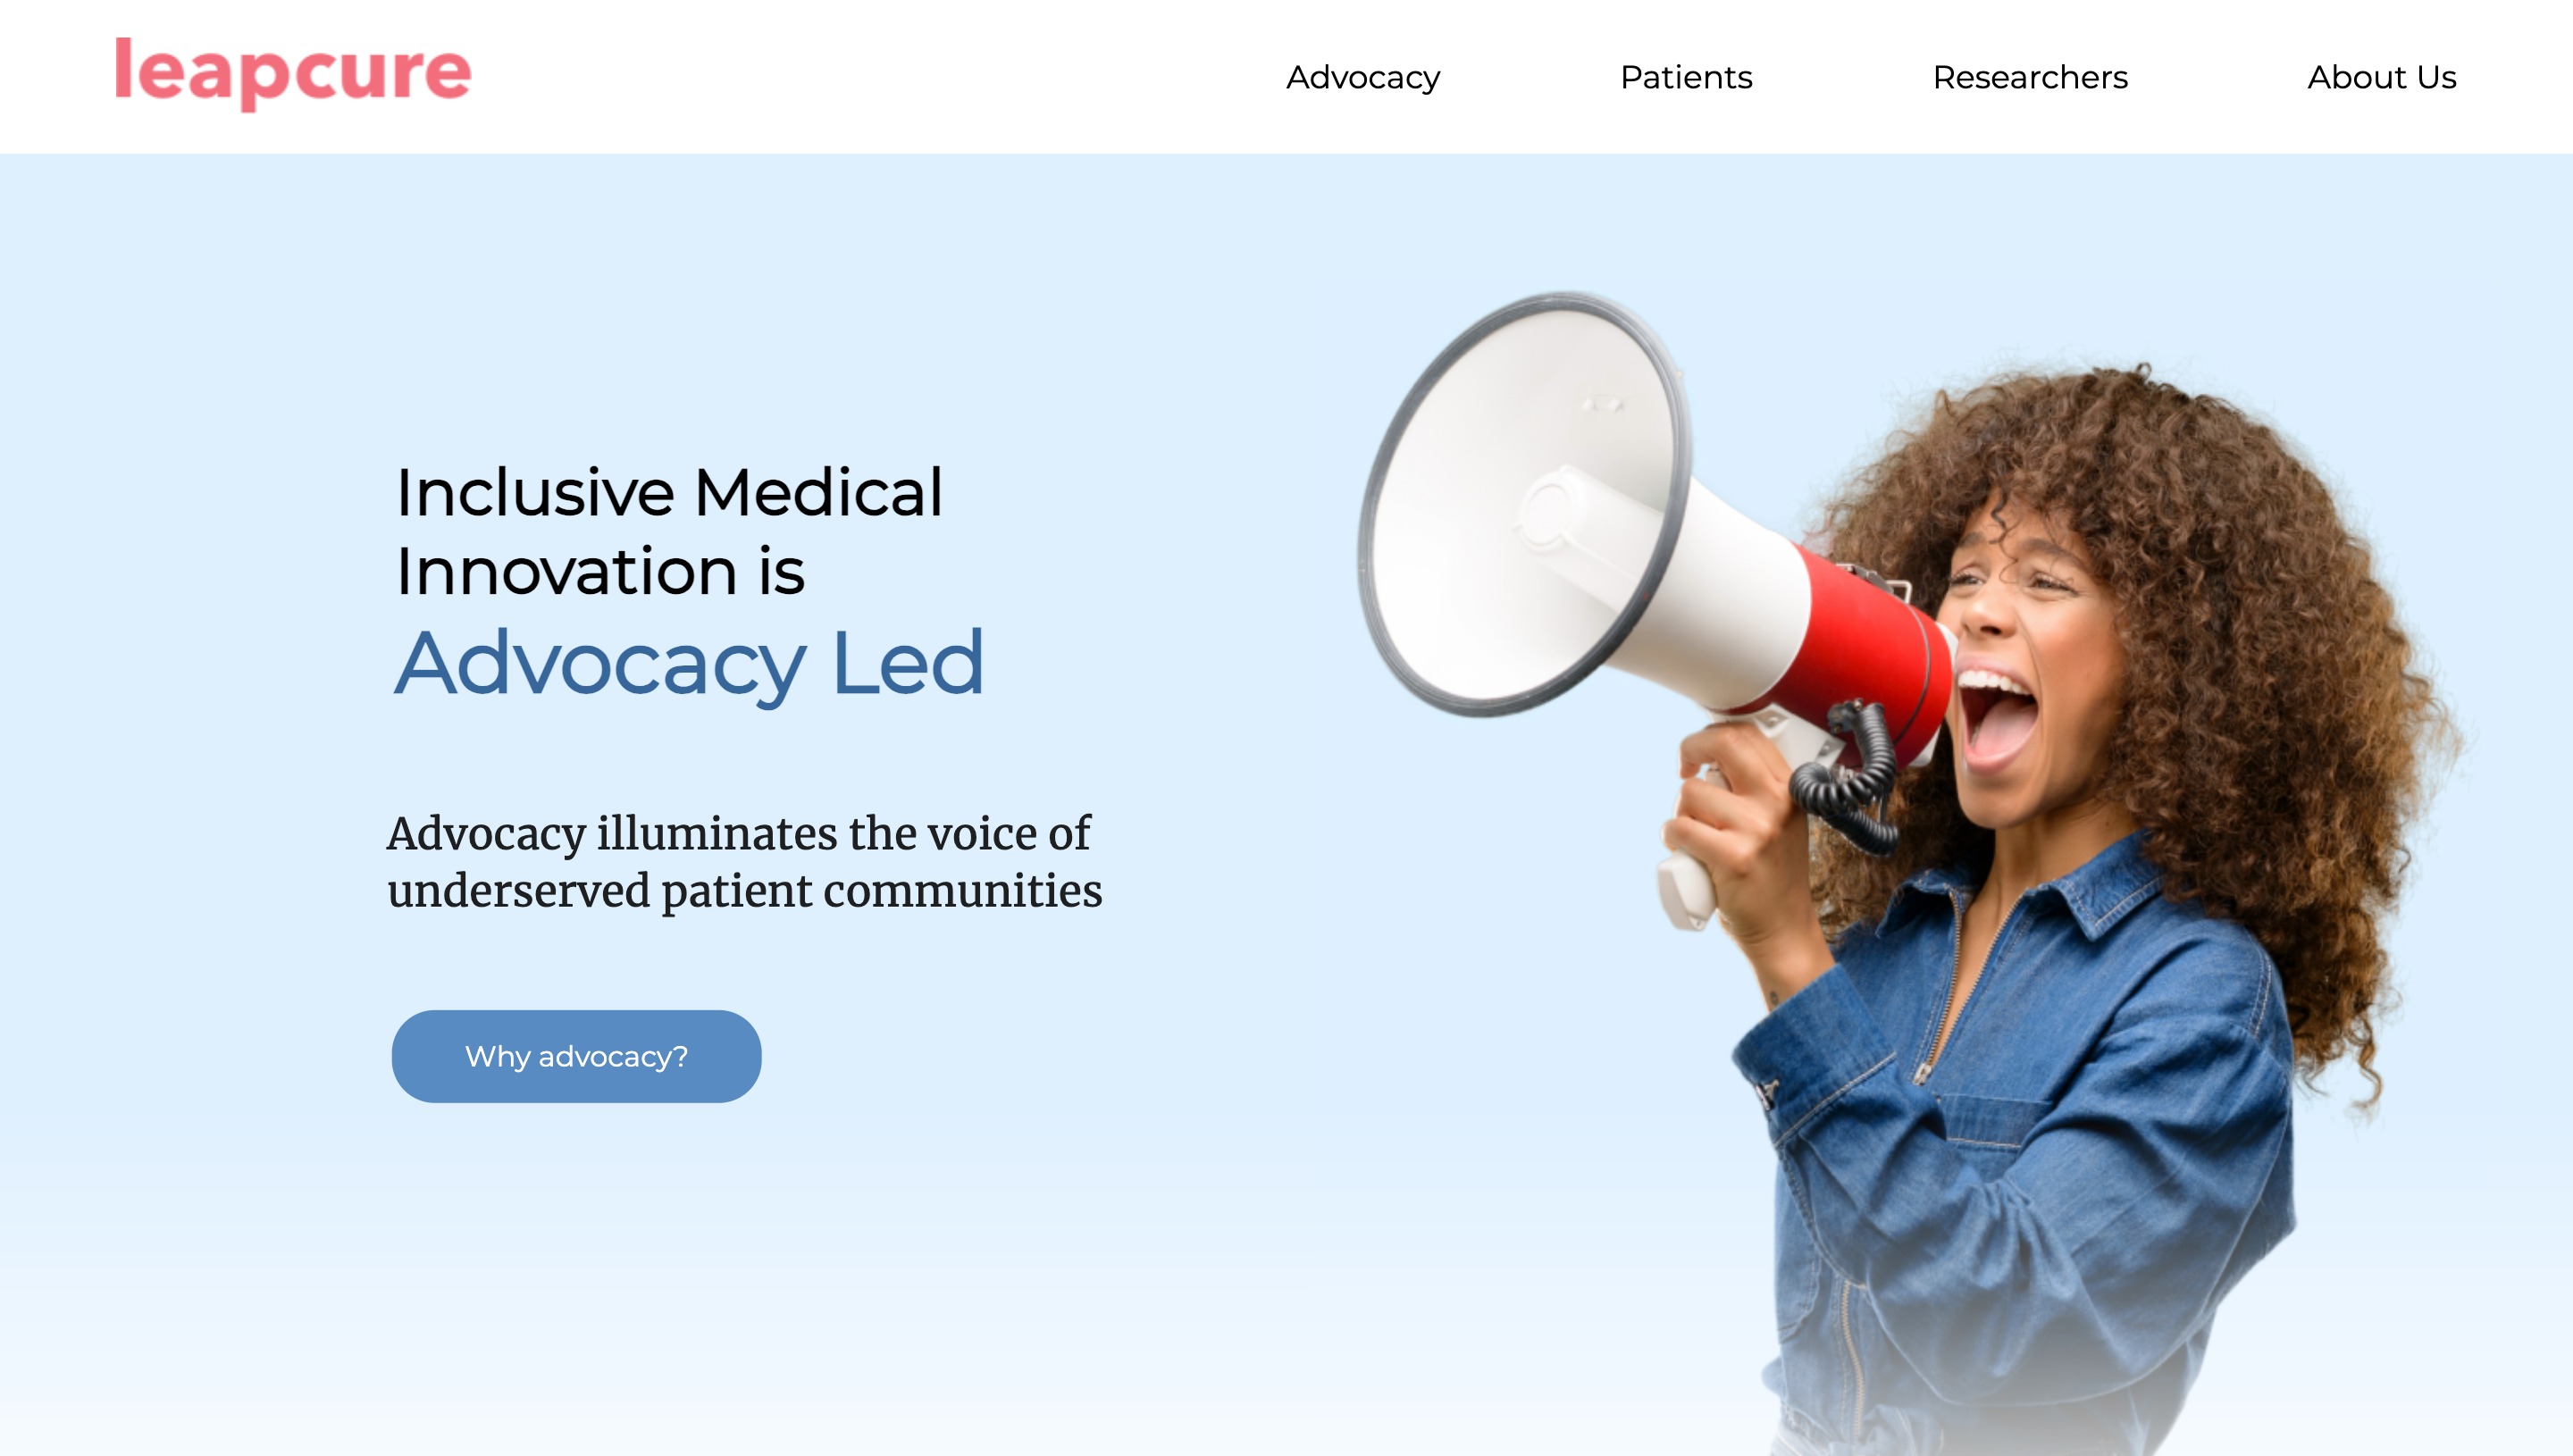 leapcure
Advocacy
Patients
Researchers
About Us
Inclusive Medical
Innovation is
Advocacy Led
Advocacy illuminates the voice of
underserved patient communities
Why advocacy?